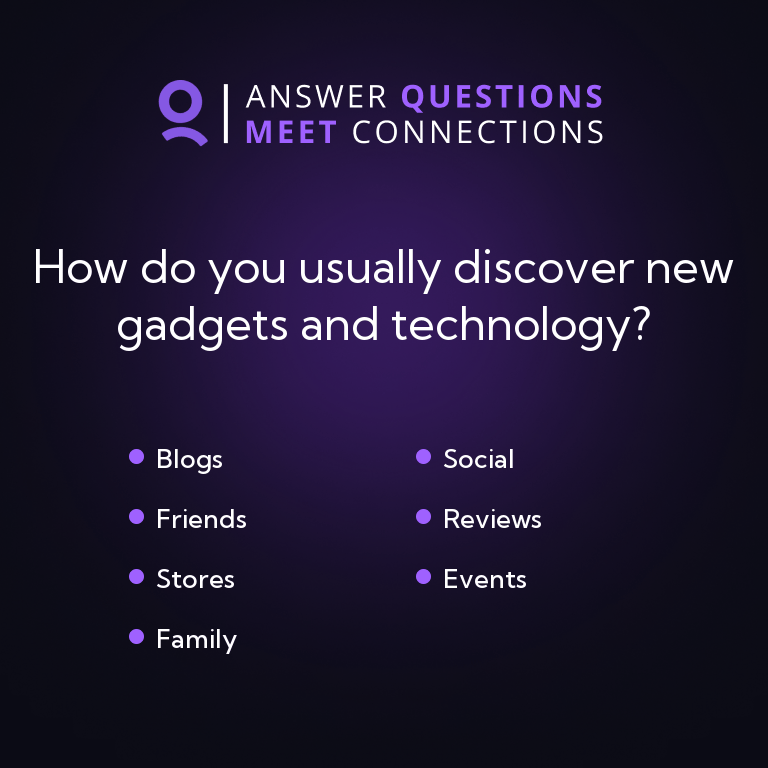 ANSWER QUESTIONS
MEET CONNECTIONS
How do you usually discover new
gadgets and technology?
Blogs
Friends
Stores
Family
Social
Reviews
Events